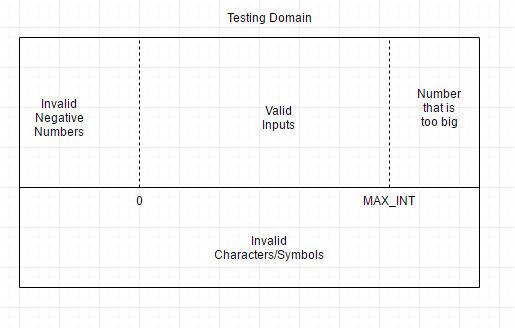 Testing Domain
Invalid
Negative
Numbers
Valid
Inputs
Number
that is
too big
0
MAX_INT
Invalid
Characters/Symbols